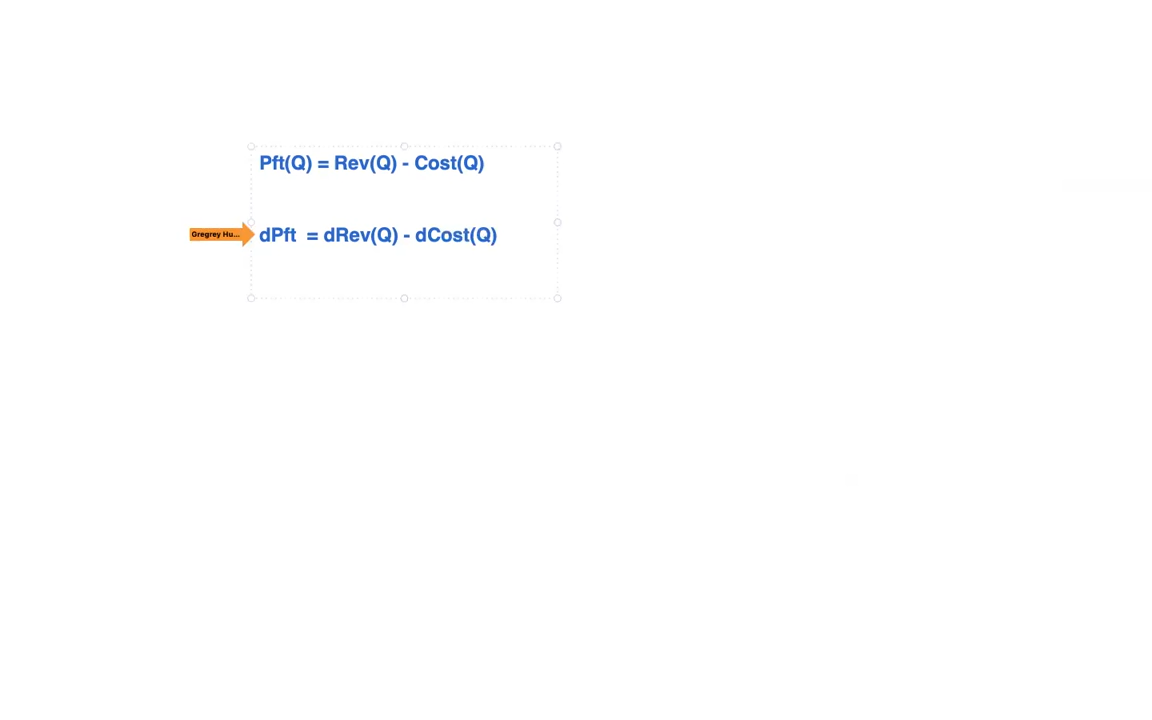 Pft(Q) = Rev(Q) - Cost(Q)
Gregrey Hu...
dPft = dRev(Q) - dCost(Q)